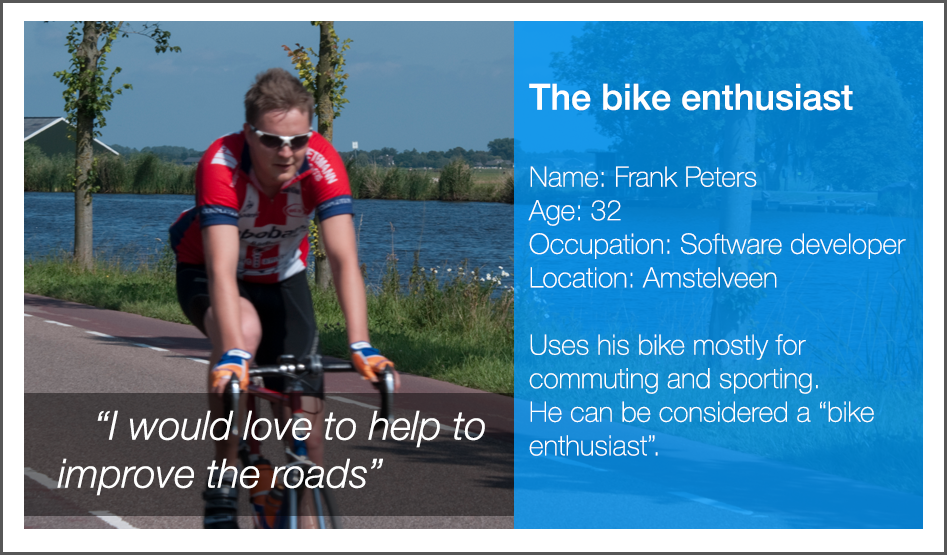 The bike enthusiast
Name: Frank Peters
Age: 32
Occupation: Software developer
Location: Amstelveen
Uses his bike mostly for
commuting and sporting.
He can be considered a “bike
enthusiast”.
“I would love to help to
improve the roads”